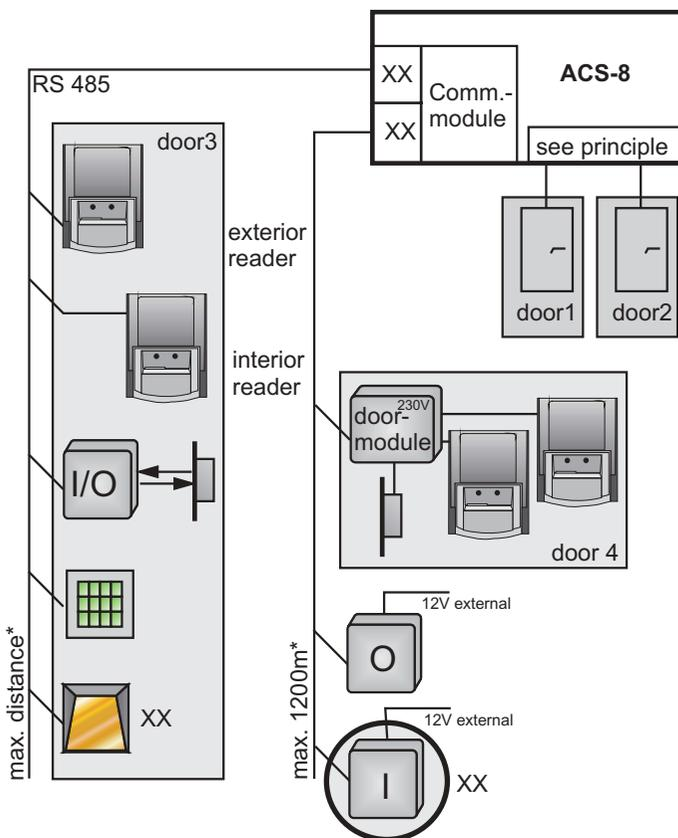 RS 485
XX
XX
Comm.-
module
ACS-8
see principle
door1
door2
door3
exterior
reader
interior
reader
I/O
XX
max. distance*
max. 1200m*
door-
230V
module
door 4
12V external
O
12V external
I
XX